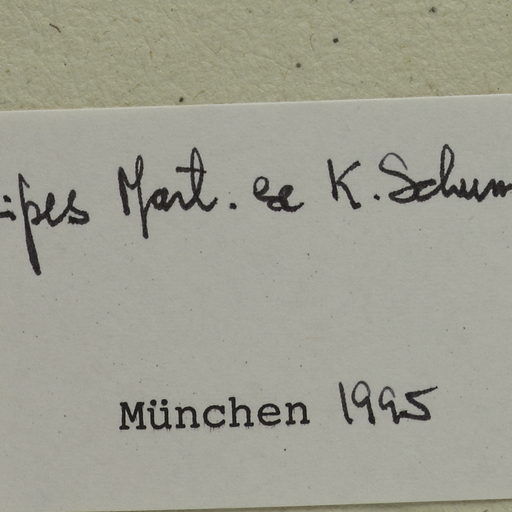 ipes Mart. ex K. Schum
München 1995